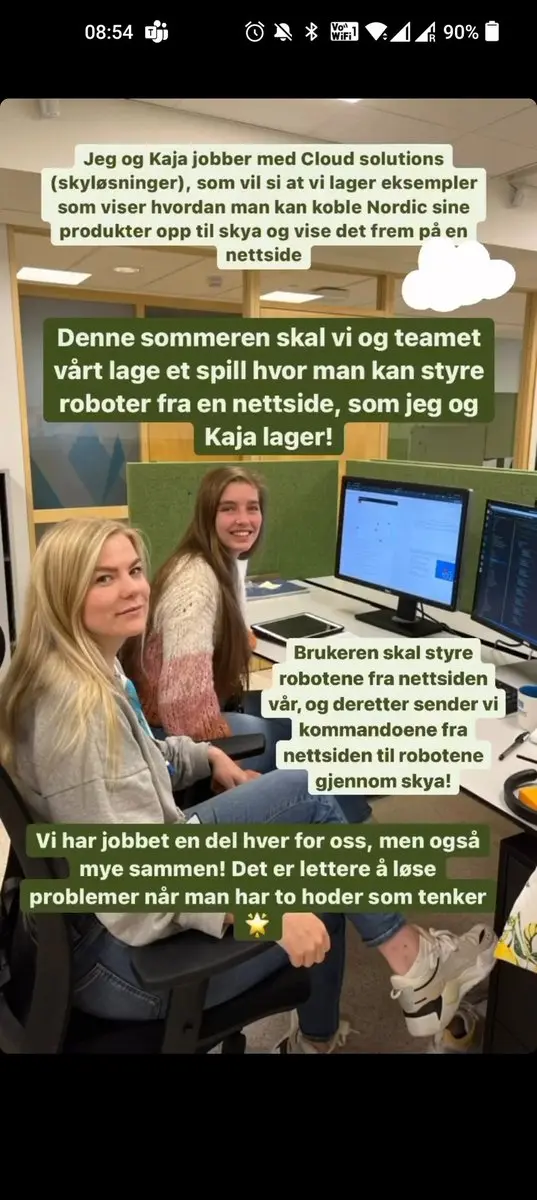 08:54
Vo 1
WiFi
R
90%
Jeg og Kaja jobber med Cloud solutions
(skyløsninger), som vil si at vi lager eksempler
som viser hvordan man kan koble Nordic sine
produkter opp til skya og vise det frem på en
nettside
Denne sommeren skal vi og teamet
vårt lage et spill hvor man kan styre
roboter fra en nettside, som jeg og
Kaja lager!
Brukeren skal styre
robotene fra nettsiden
vår, og deretter sender vi
kommandoene fra
nettsiden til robotene
gjennom skya!
Vi har jobbet en del hver for oss, men også
mye sammen! Det er lettere å løse
problemer når man har to hoder som tenker